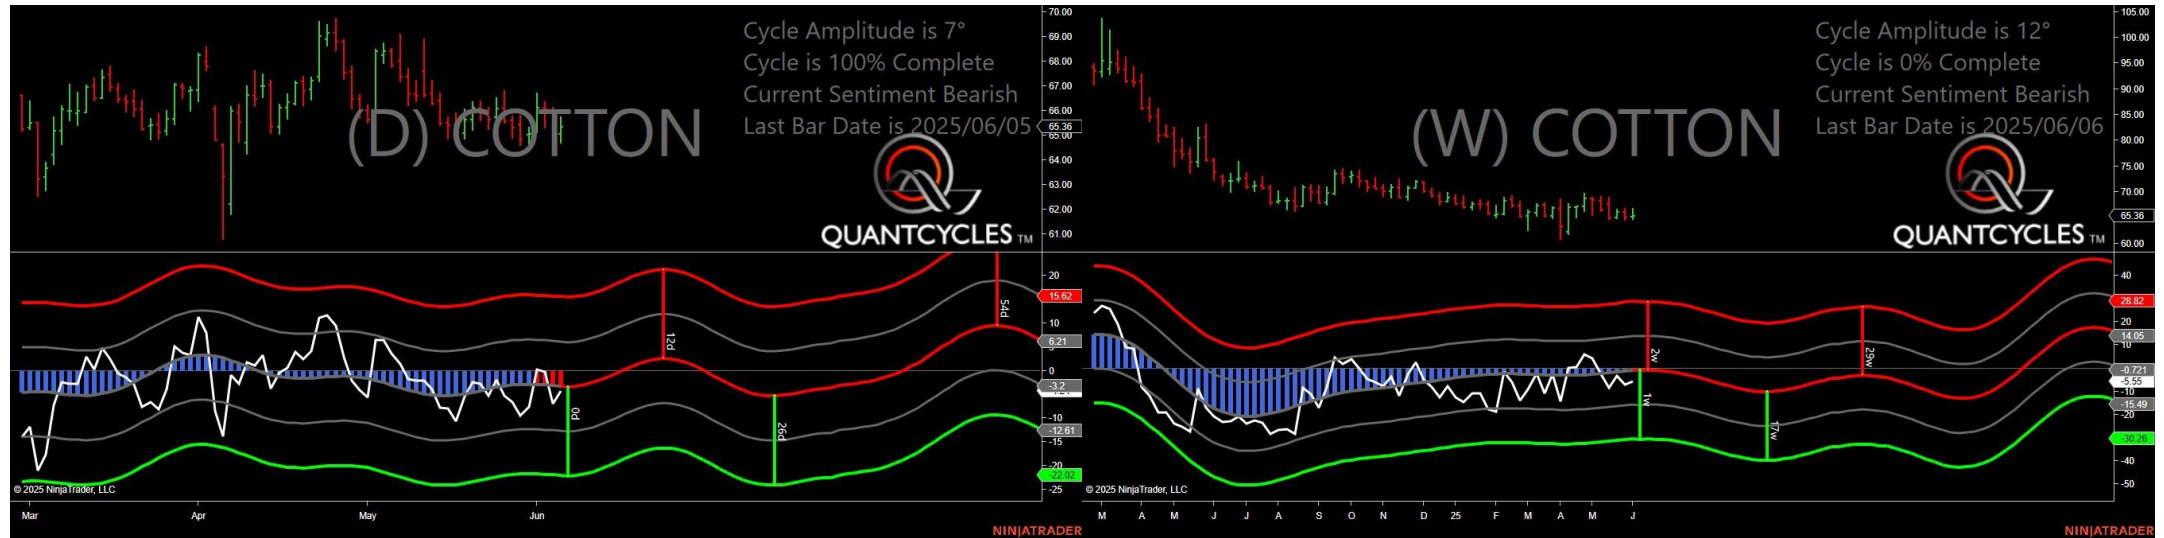 Cycle Amplitude is 7°
Cycle is 100% Complete
Current Sentiment Bearish
Last Bar Date is 2025/06/05
(D) COTTON
QUANTCYCLES TM
70.00
69.00
68.00
67.00
66.00
65.36
65.00
64.00
63.00
62.00
61.00
20
15.62
10
6.21
0
-3.2
-10
-12.61
-15
-20
-22.02
-25
0d
12d
26d
54d
© 2025 NinjaTrader, LLC
Mar Apr May Jun
NINJATRADER
Cycle Amplitude is 12°
Cycle is 0% Complete
Current Sentiment Bearish
Last Bar Date is 2025/06/06
(W) COTTON
QUANTCYCLES TM
105.00
100.00
95.00
90.00
85.00
80.00
75.00
70.00
65.36
60.00
40
28.82
20
14.05
10
-0.721
-5.55
-10
-15.49
-20
-30.26
-40
-50
1w
2w
17w
29w
© 2025 NinjaTrader, LLC
M A M J J A S O N D 25 F M A M J
NINJATRADER